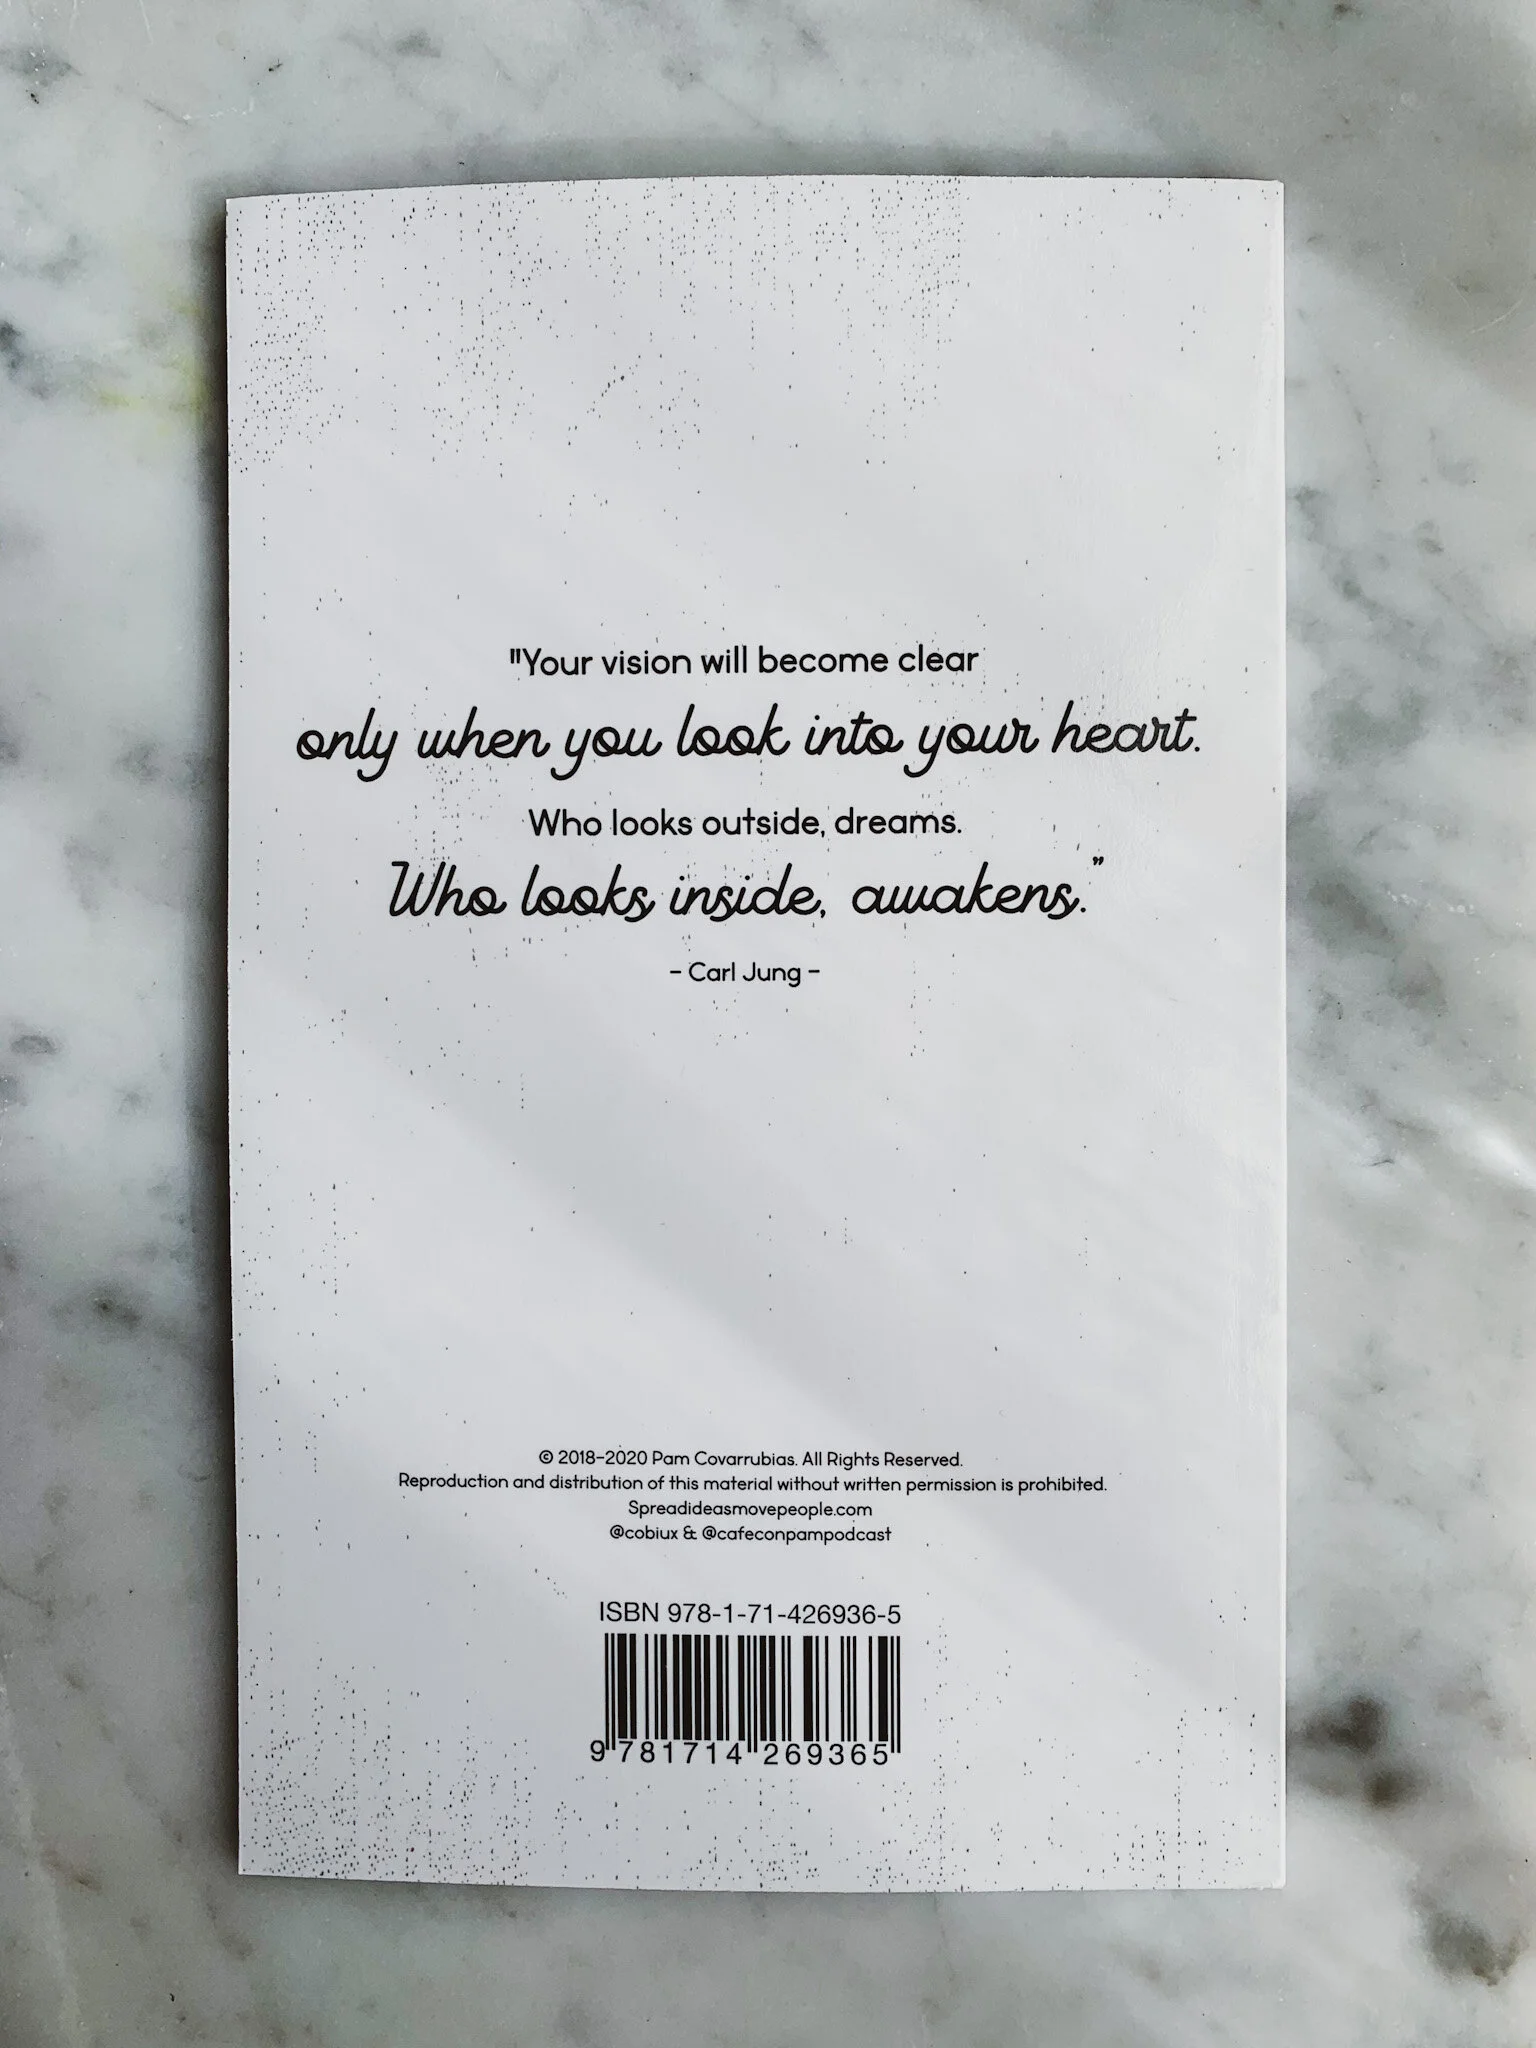 "Your vision will become clear
only when you look into your heart.
Who looks outside, dreams.
Who looks inside, awakens."
- Carl Jung -
© 2018-2020 Pam Covarrubias. All Rights Reserved.
Reproduction and distribution of this material without written permission is prohibited.
Spreadideasmovepeople.com
@cobiux & @cafeconpampodcast
ISBN 978-1-71-426936-5
9 781714 269365